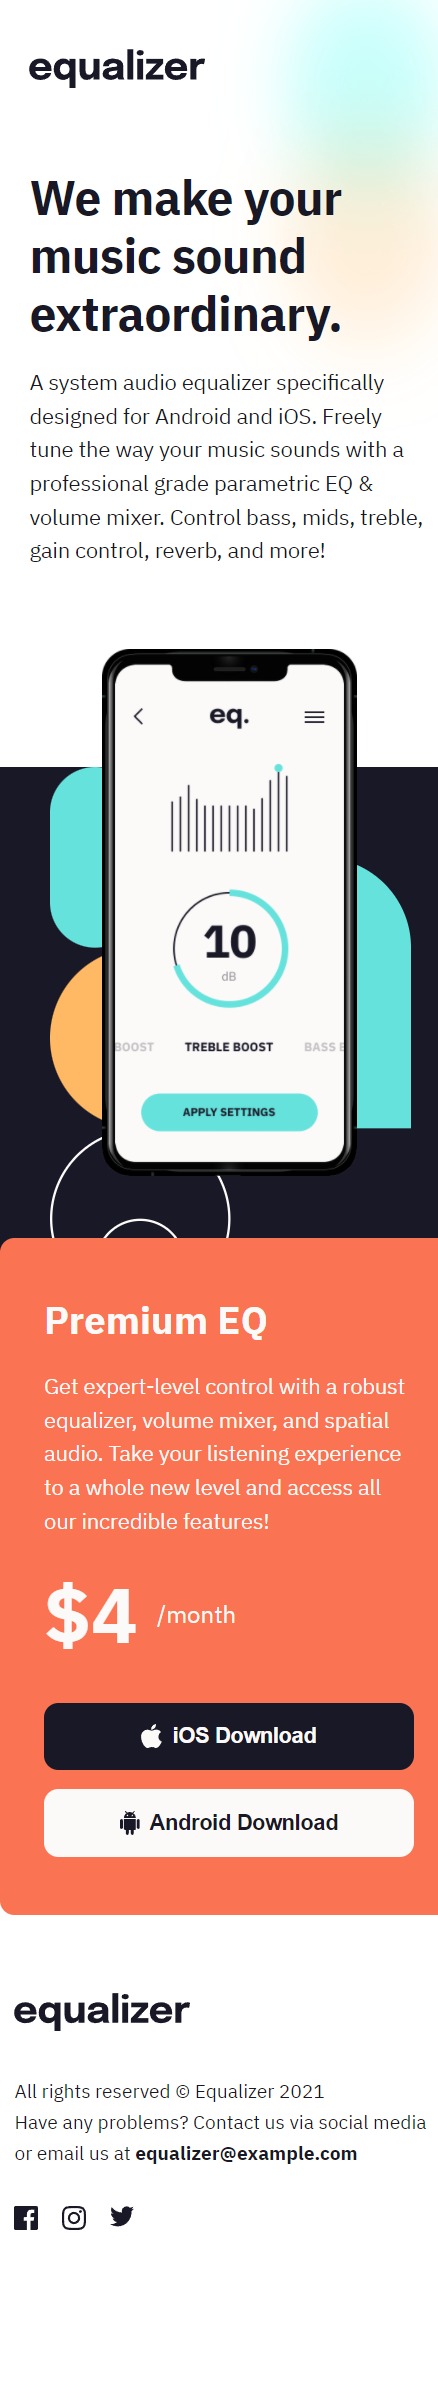 equalizer
We make your
music sound
extraordinary.
A system audio equalizer specifically
designed for Android and iOS. Freely
tune the way your music sounds with a
professional grade parametric EQ &
volume mixer. Control bass, mids, treble,
gain control, reverb, and more!
eq.
10
dB
BOOST TREBLE BOOST BASS B
APPLY SETTINGS
Premium EQ
Get expert-level control with a robust
equalizer, volume mixer, and spatial
audio. Take your listening experience
to a whole new level and access all
our incredible features!
$4 /month
iOS Download
Android Download
equalizer
All rights reserved © Equalizer 2021
Have any problems? Contact us via social media
or email us at equalizer@example.com